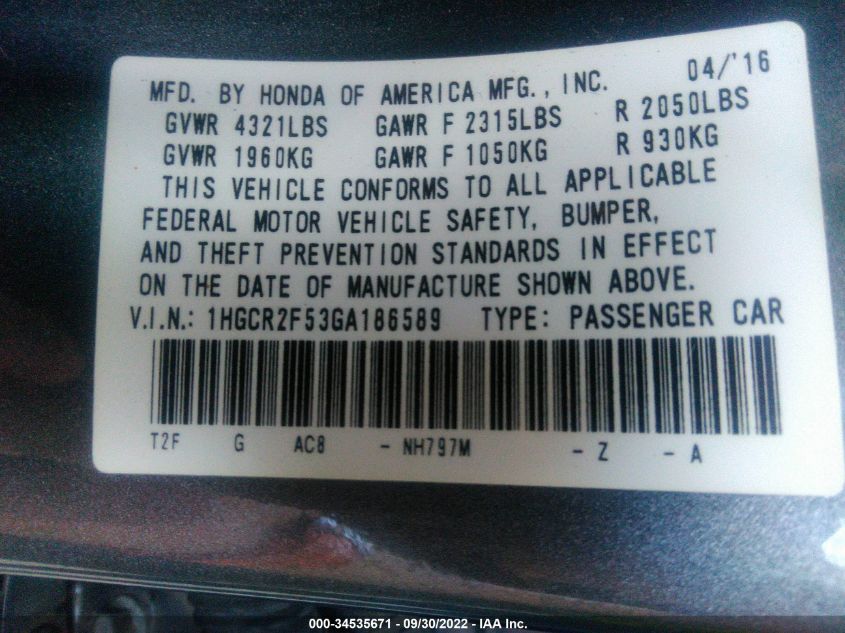 MFD. BY HONDA OF AMERICA MFG., INC. 04/'16
GVWR 4321LBS GAWR F 2315LBS R 2050LBS
GVWR 1960KG GAWR F 1050KG R 930KG
THIS VEHICLE CONFORMS TO ALL APPLICABLE
FEDERAL MOTOR VEHICLE SAFETY, BUMPER,
AND THEFT PREVENTION STANDARDS IN EFFECT
ON THE DATE OF MANUFACTURE SHOWN ABOVE.
V.I.N.: 1HGCR2F53GA186589 TYPE: PASSENGER CAR
T2F G AC8 - NH797M - Z - A
000-34535671 - 09/30/2022 - IAA Inc.